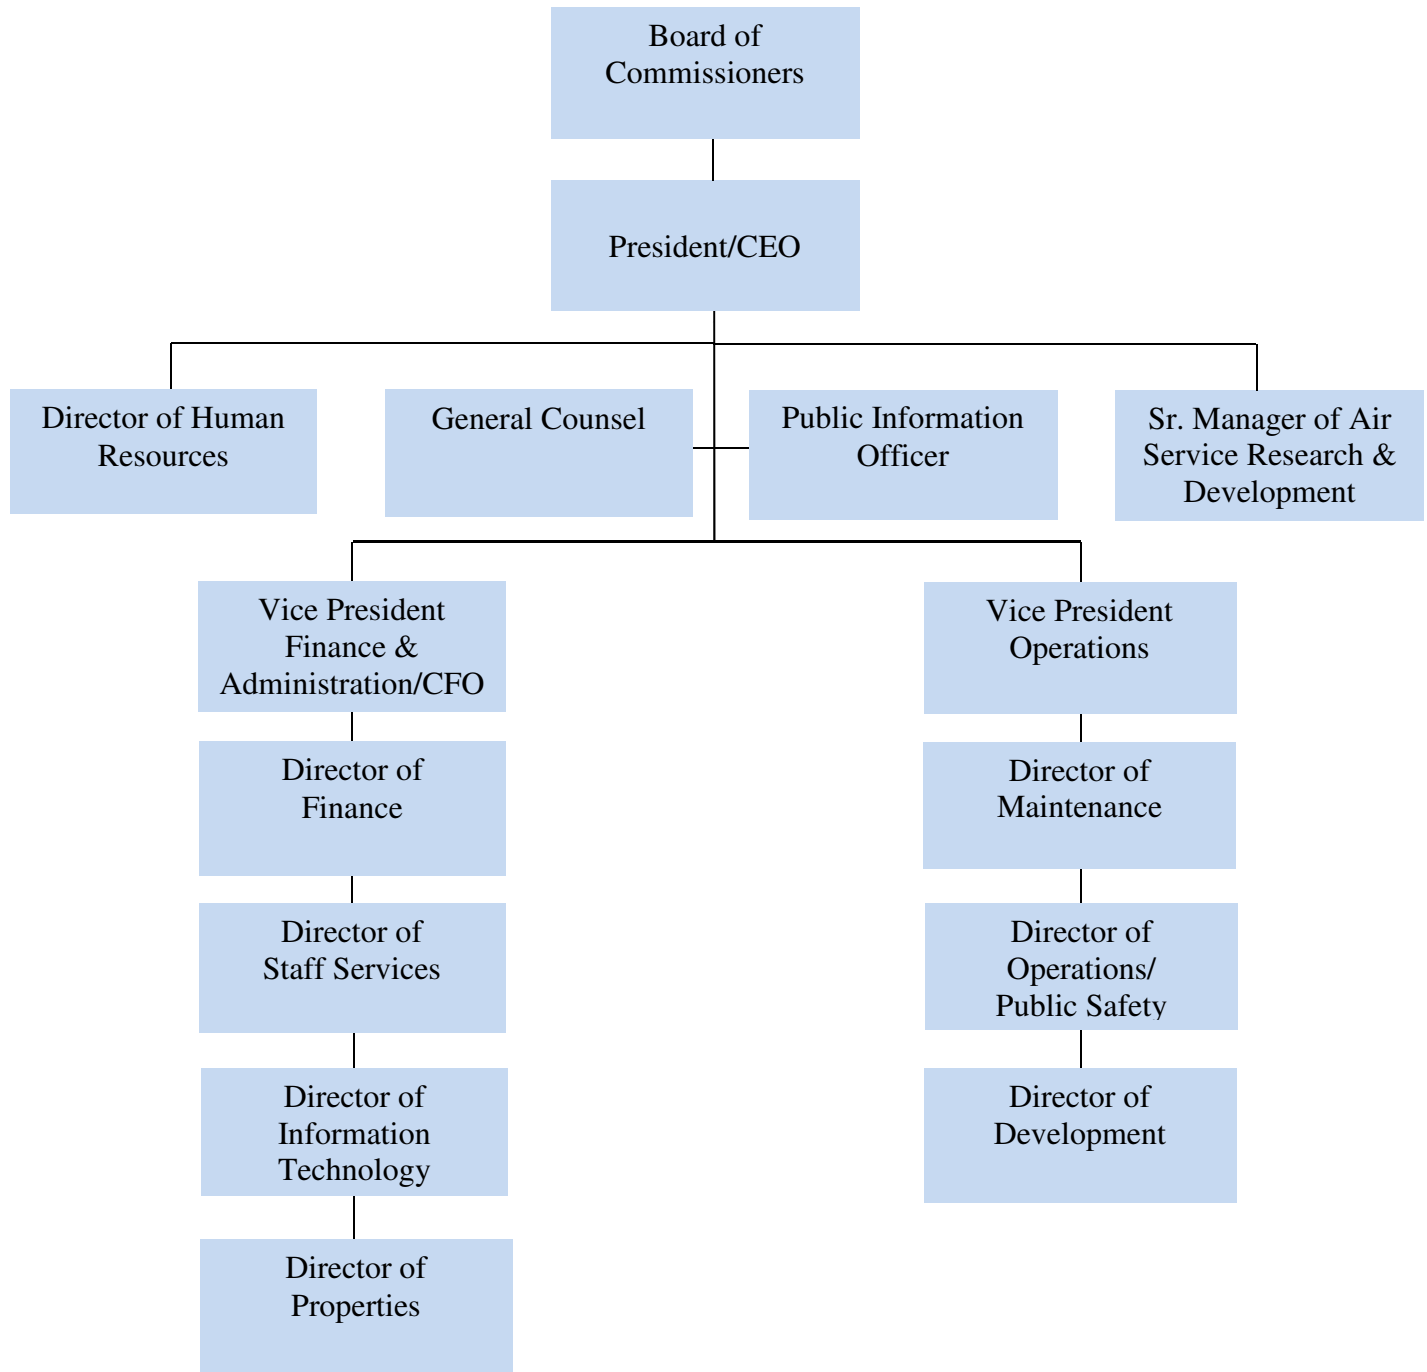 Board of
Commissioners
President/CEO
Director of Human
Resources
General Counsel
Public Information
Officer
Sr. Manager of Air
Service Research &
Development
Vice President
Finance &
Administration/CFO
Vice President
Operations
Director of
Finance
Director of
Maintenance
Director of
Staff Services
Director of
Operations/
Public Safety
Director of
Information
Technology
Director of
Development
Director of
Properties